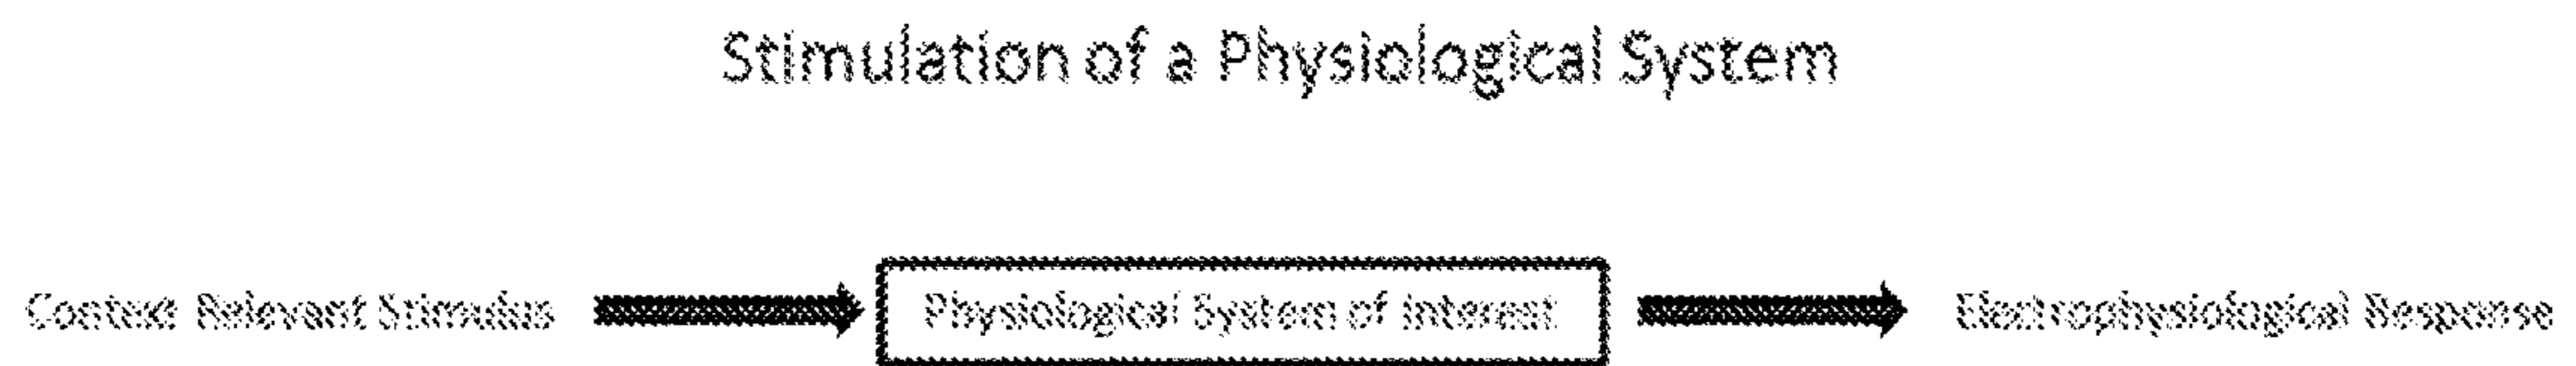 Stimulation of a Physiological System
Context Relevant Stimulus
Physiological System of Interest
Electrophysiological Response